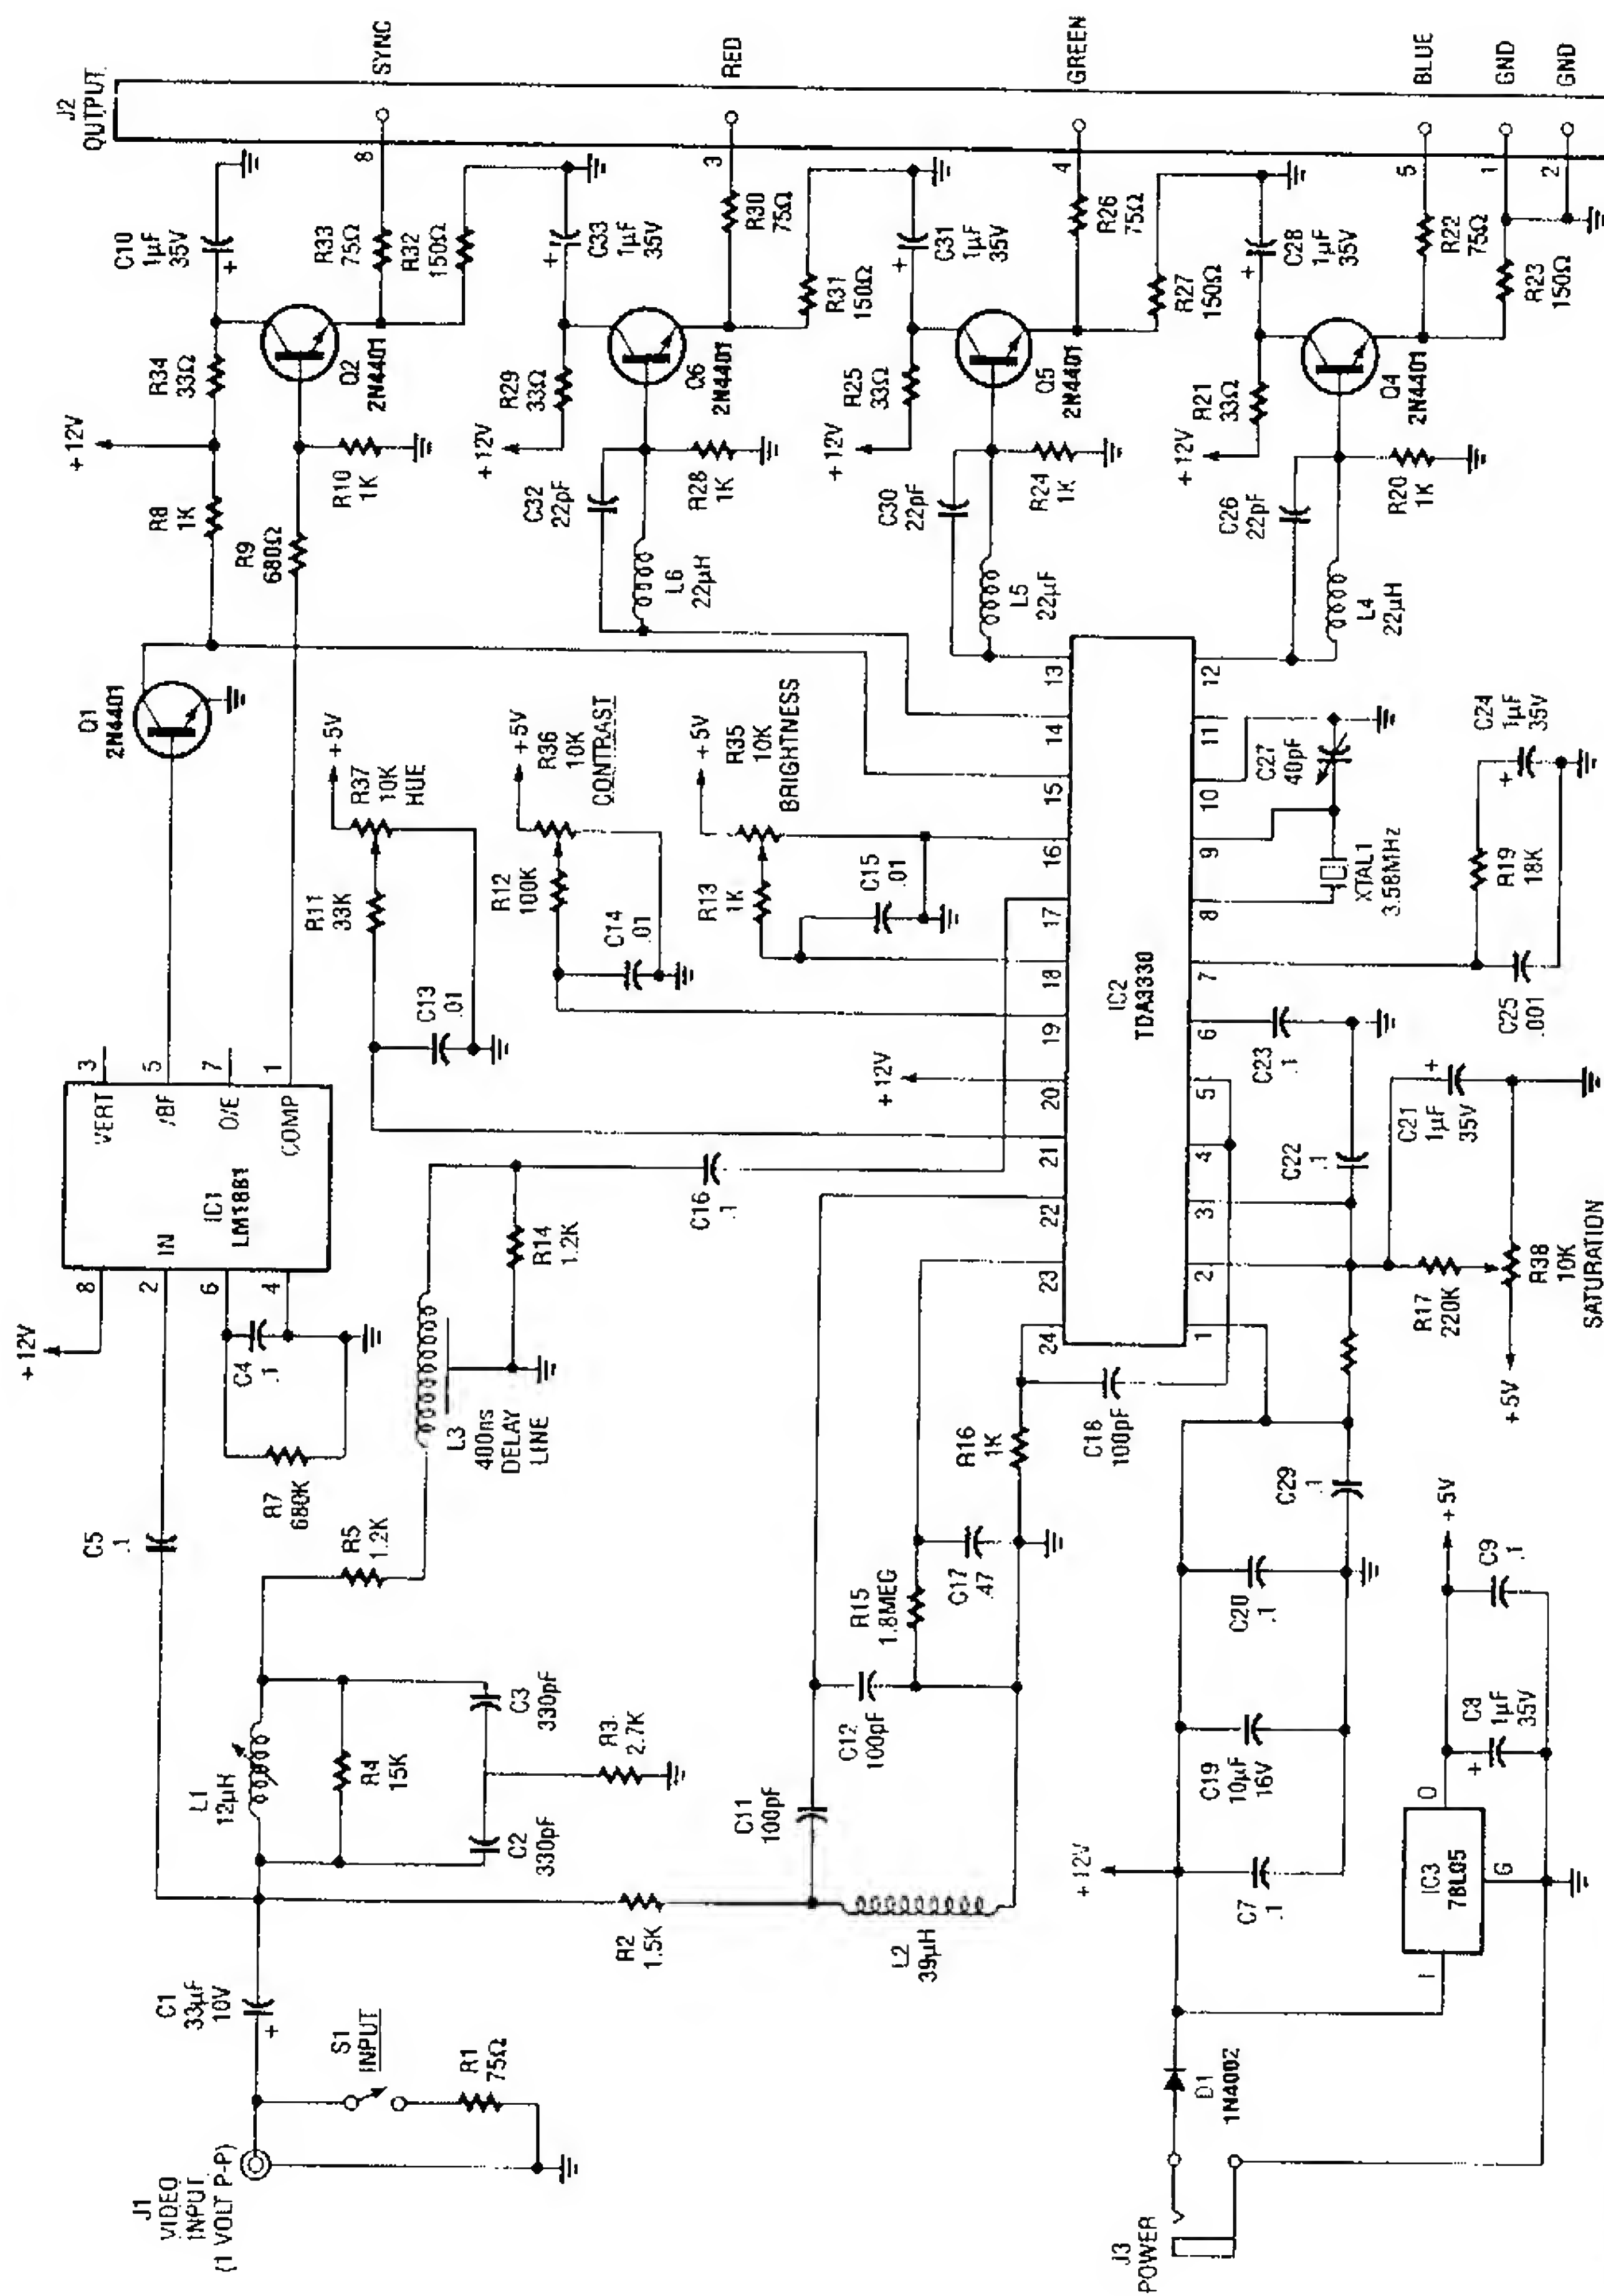 J1
VIDEO
INPUT
(1 VOLT P-P)
C1
33µF
10V
+
S1
INPUT
R1
75Ω
C5
.1
L1
12µH
R4
15K
C2
330pF
C3
330pF
R3
2.7K
R2
1.5K
R5
1.2K
R7
680K
C4
.1
+12V
8
2
6
4
IN
IC1
LM1881
VERT
/BF
O/E
COMP
3
5
7
1
L3
400ns
DELAY
LINE
R14
1.2K
C16
.1
Q1
2N4401
R8
1K
R9
680Ω
+12V
R34
33Ω
R10
1K
Q2
2N4401
C10
1µF
35V
+
R33
75Ω
R32
150Ω
J2
OUTPUT
8
SYNC
R37
10K
HUE
+5V
R11
33K
C13
.01
R36
10K
CONTRAST
+5V
R12
100K
C14
.01
R35
10K
BRIGHTNESS
+5V
R13
1K
C15
.01
+12V
R29
33Ω
C32
22pF
L6
22µH
R28
1K
Q6
2N4401
+
C33
1µF
35V
R30
75Ω
R31
150Ω
3
RED
+12V
R25
33Ω
C30
22pF
L5
22µF
R24
1K
Q5
2N4401
+
C31
1µF
35V
R26
75Ω
R27
150Ω
4
GREEN
+12V
R21
33Ω
C26
22pF
L4
22µH
R20
1K
Q4
2N4401
+
C28
1µF
35V
R22
75Ω
R23
150Ω
5
BLUE
1
GND
2
GND
C11
100pF
C12
100pF
L2
39µH
R15
1.8MEG
C17
.47
R16
1K
C18
100pF
+12V
24
23
22
21
20
19
18
17
16
15
14
13
IC2
TDA3330
1
2
3
4
5
6
7
8
9
10
11
12
C27
40pF
XTAL1
3.58MHz
R19
18K
C24
1µF
35V
+
C25
.001
C23
.1
C22
.1
C21
1µF
35V
+
R17
220K
R38
10K
SATURATION
+5V
C29
.1
C20
.1
C19
10µF
16V
C7
.1
+12V
D1
1N4002
J3
POWER
I
IC3
78L05
G
O
+
C8
1µF
35V
C9
.1
+5V